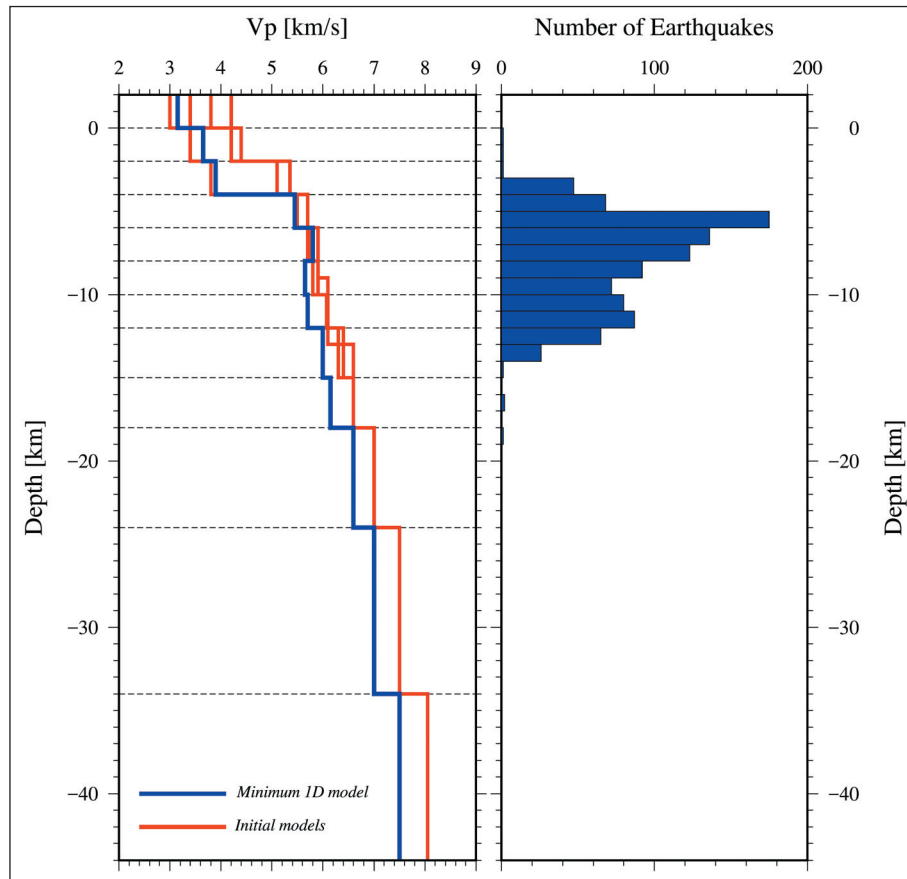 Vp [km/s]
Number of Earthquakes
2 3 4 5 6 7 8 9
0 100 200
0
−10
−20
−30
−40
Depth [km]
0
−10
−20
−30
−40
Depth [km]
Minimum 1D model
Initial models